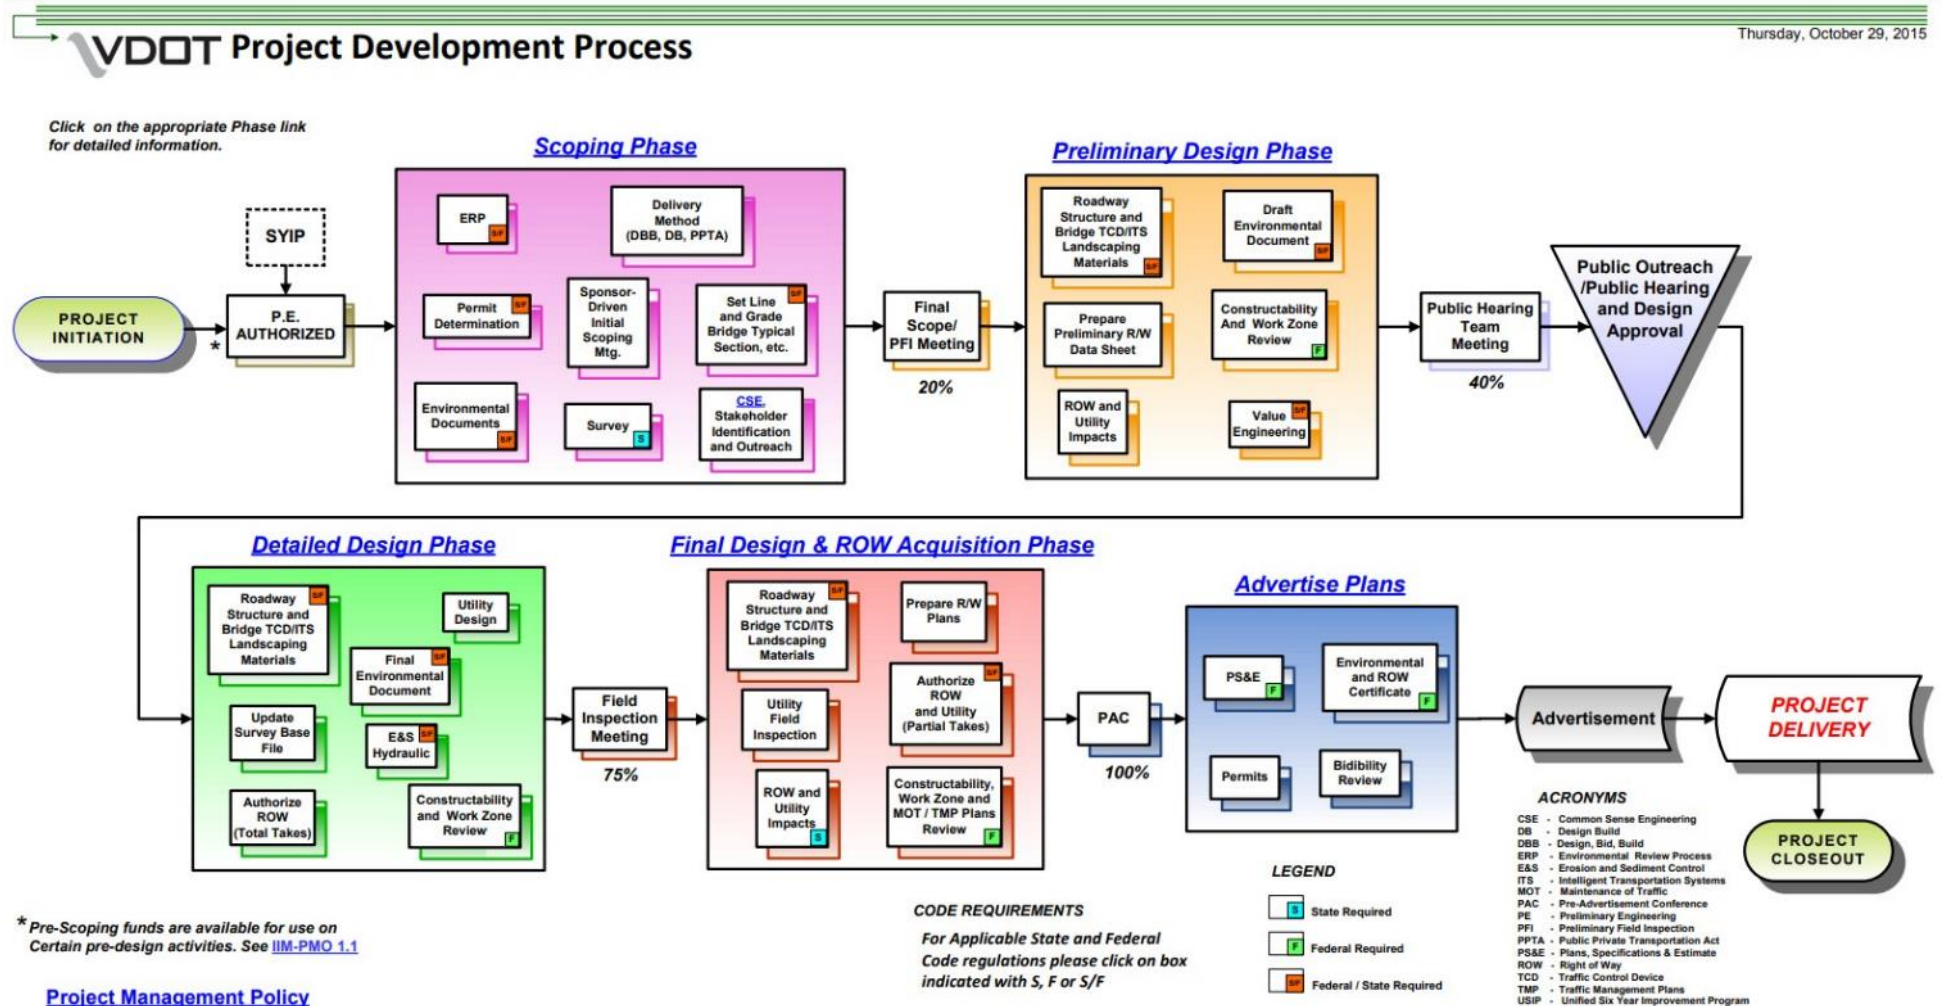 VDOT Project Development Process
Thursday, October 29, 2015
Click on the appropriate Phase link
for detailed information.
PROJECT
INITIATION
*
SYIP
P.E.
AUTHORIZED
Scoping Phase
ERP
S/F
Delivery
Method
(DBB, DB, PPTA)
Permit
Determination
S/F
Sponsor-
Driven
Initial
Scoping
Mtg.
Set Line
and Grade
Bridge Typical
Section, etc.
S/F
Environmental
Documents
S/F
Survey
S
CSE,
Stakeholder
Identification
and Outreach
Final
Scope/
PFI Meeting
20%
Preliminary Design Phase
Roadway
Structure and
Bridge TCD/ITS
Landscaping
Materials
S/F
Draft
Environmental
Document
S/F
Prepare
Preliminary R/W
Data Sheet
Constructability
And Work Zone
Review
F
ROW and
Utility
Impacts
Value
Engineering
S/F
Public Hearing
Team
Meeting
40%
Public Outreach
/Public Hearing
and Design
Approval
Detailed Design Phase
Roadway
Structure and
Bridge TCD/ITS
Landscaping
Materials
S/F
Utility
Design
Final
Environmental
Document
S/F
Update
Survey Base
File
E&S
Hydraulic
S/F
Authorize
ROW
(Total Takes)
Constructability
and Work Zone
Review
F
Field
Inspection
Meeting
75%
Final Design & ROW Acquisition Phase
Roadway
Structure and
Bridge TCD/ITS
Landscaping
Materials
S/F
Prepare R/W
Plans
Utility
Field
Inspection
Authorize
ROW
and Utility
(Partial Takes)
S/F
ROW and
Utility
Impacts
S
Constructability,
Work Zone and
MOT / TMP Plans
Review
F
PAC
100%
Advertise Plans
PS&E
F
Environmental
and ROW
Certificate
F
Permits
Bidibility
Review
Advertisement
PROJECT
DELIVERY
PROJECT
CLOSEOUT
* Pre-Scoping funds are available for use on
Certain pre-design activities. See IIM-PMO 1.1
Project Management Policy
CODE REQUIREMENTS
For Applicable State and Federal
Code regulations please click on box
indicated with S, F or S/F
LEGEND
S State Required
F Federal Required
S/F Federal / State Required
ACRONYMS
CSE - Common Sense Engineering
DB - Design Build
DBB - Design, Bid, Build
ERP - Environmental Review Process
E&S - Erosion and Sediment Control
ITS - Intelligent Transportation Systems
MOT - Maintenance of Traffic
PAC - Pre-Advertisement Conference
PE - Preliminary Engineering
PFI - Preliminary Field Inspection
PPTA - Public Private Transportation Act
PS&E - Plans, Specifications & Estimate
ROW - Right of Way
TCD - Traffic Control Device
TMP - Traffic Management Plans
USIP - Unified Six Year Improvement Program